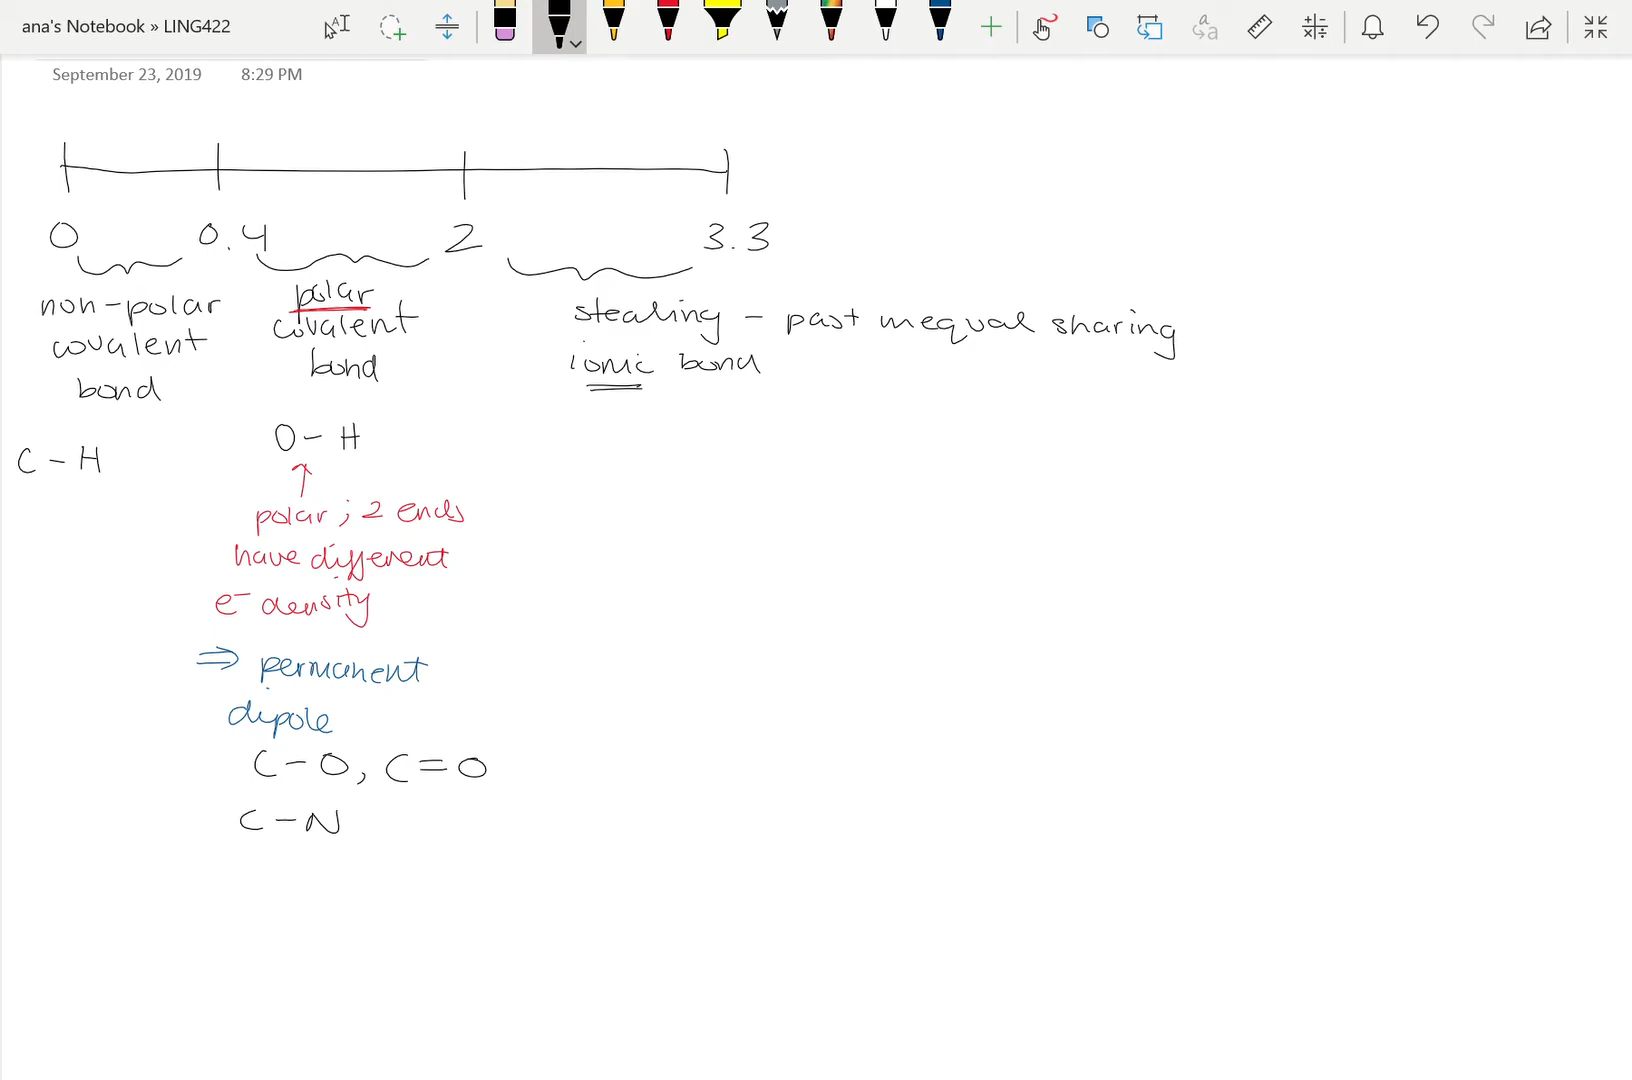 ana's Notebook » LING422
September 23, 2019 8:29 PM
0 0.4 2 3.3
non-polar covalent bond
polar covalent bond
stealing - past inequal sharing
ionic bond
C-H
O-H
polar; 2 ends
have different
e- density
⇒ permanent
dipole
C-O, C=O
C-N